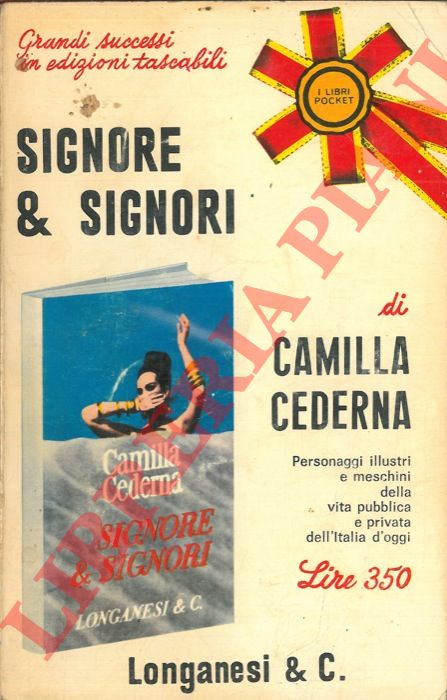 Grandi successi
in edizioni tascabili
I LIBRI
POCKET
SIGNORE
& SIGNORI
di
CAMILLA
CEDERNA
Personaggi illustri
e meschini
della
vita pubblica
e privata
dell'Italia d'oggi
Lire 350
Camilla
Cederna
SIGNORE
& SIGNORI
LONGANESI & C.
Longanesi & C.
LIBRERIA PIANI